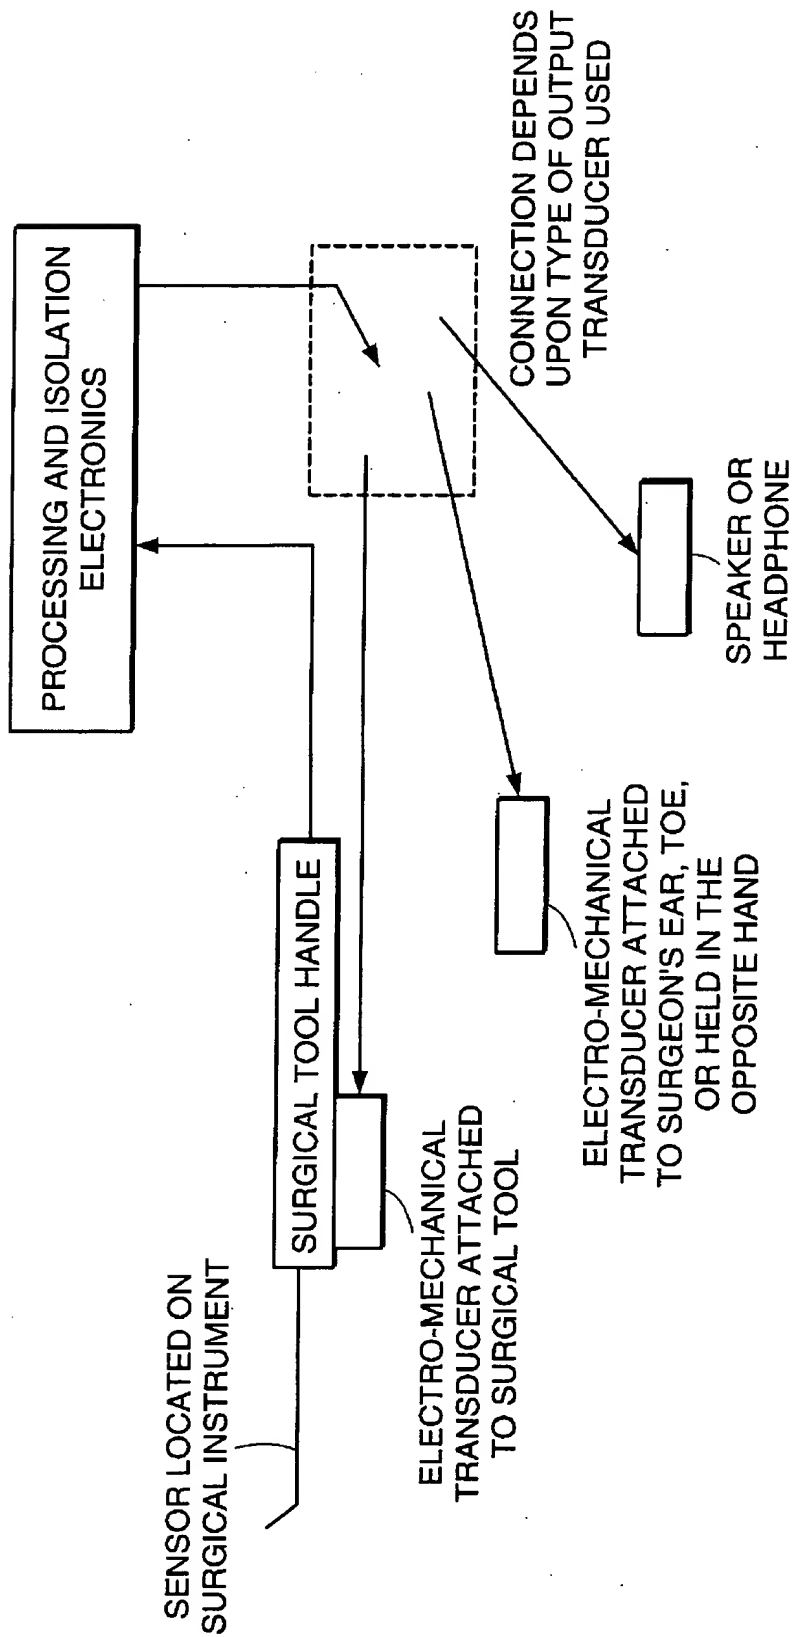 PROCESSING AND ISOLATION
ELECTRONICS
SENSOR LOCATED ON
SURGICAL INSTRUMENT
SURGICAL TOOL HANDLE
ELECTRO-MECHANICAL
TRANSDUCER ATTACHED
TO SURGICAL TOOL
ELECTRO-MECHANICAL
TRANSDUCER ATTACHED
TO SURGEON'S EAR, TOE,
OR HELD IN THE
OPPOSITE HAND
SPEAKER OR
HEADPHONE
CONNECTION DEPENDS
UPON TYPE OF OUTPUT
TRANSDUCER USED